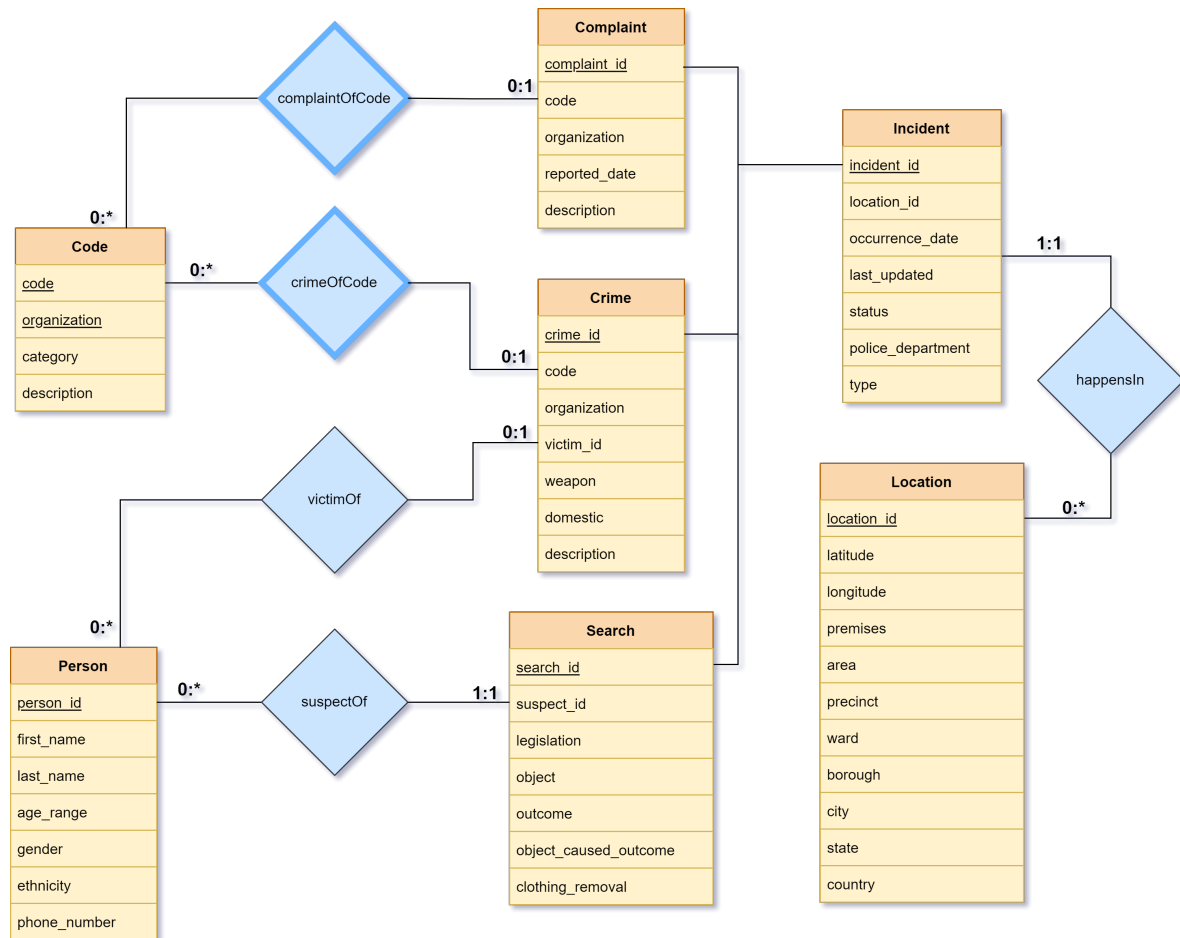 Complaint
complaint_id
code
organization
reported_date
description
complaintOfCode
0:1
0:*
Code
code
organization
category
description
0:*
crimeOfCode
0:1
Crime
crime_id
code
organization
victim_id
weapon
domestic
description
0:1
victimOf
0:*
Person
person_id
first_name
last_name
age_range
gender
ethnicity
phone_number
0:*
suspectOf
1:1
Search
search_id
suspect_id
legislation
object
outcome
object_caused_outcome
clothing_removal
Incident
incident_id
location_id
occurrence_date
last_updated
status
police_department
type
1:1
happensIn
0:*
Location
location_id
latitude
longitude
premises
area
precinct
ward
borough
city
state
country